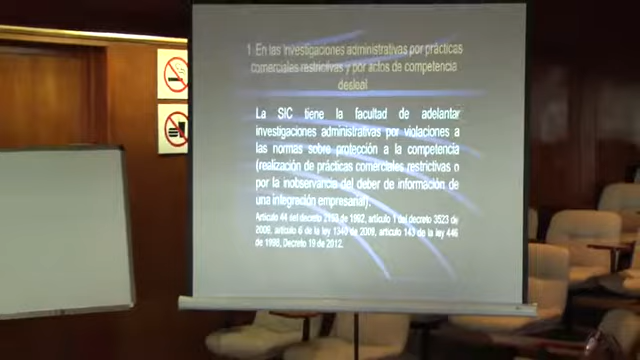 1 En las investigaciones administrativas por prácticas
comerciales restrictivas y por actos de competencia
desleal
La SIC tiene la facultad de adelantar
investigaciones administrativas por violaciones a
las normas sobre protección a la competencia
(realización de prácticas comerciales restrictivas o
por la inobservancia del deber de información de
una integración empresarial).
Artículo 44 del decreto 2153 de 1992, artículo 1 del decreto 3523 de
2009, artículo 6 de la ley 1340 de 2009, artículo 143 de la ley 446
de 1998, Decreto 19 de 2012.